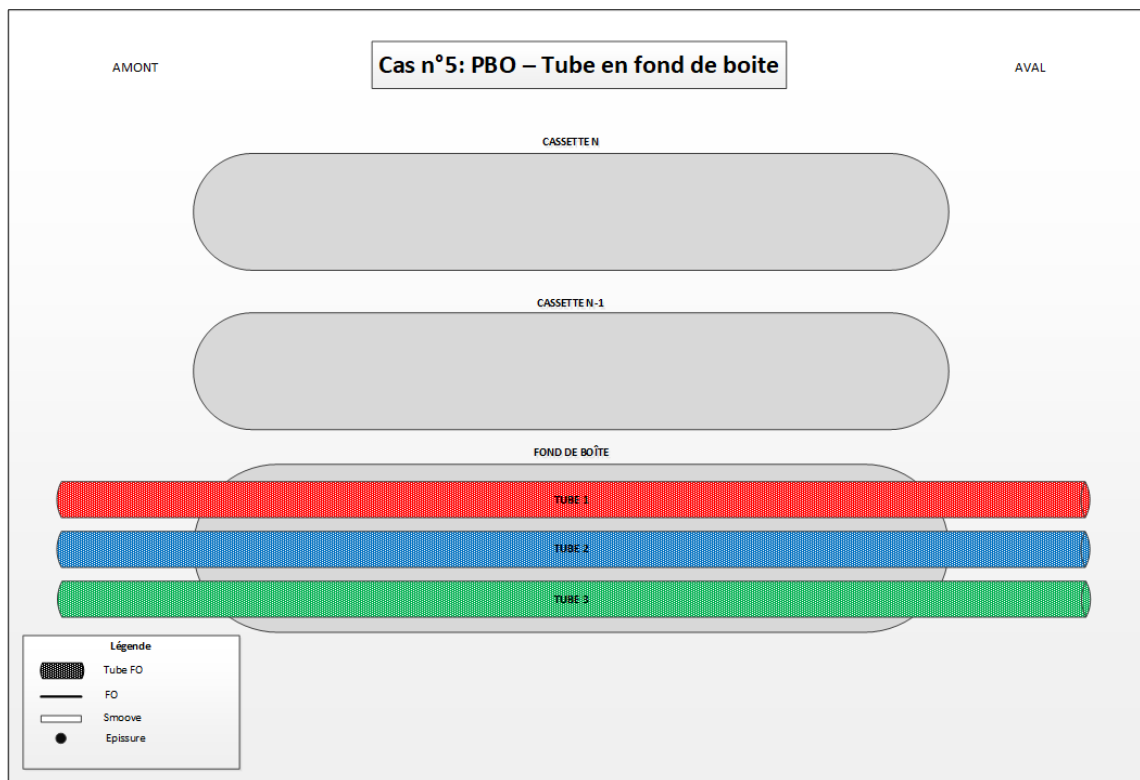 AMONT
Cas n°5: PBO – Tube en fond de boite
AVAL
CASSETTE N
CASSETTE N-1
FOND DE BOÎTE
TUBE 1
TUBE 2
TUBE 3
Légende
Tube FO
FO
Smoove
Epissure